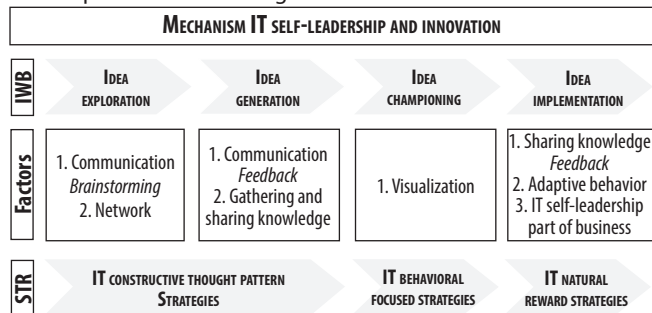 MECHANISM IT SELF-LEADERSHIP AND INNOVATION
IWB
IDEA
EXPLORATION
IDEA
GENERATION
IDEA
CHAMPIONING
IDEA
IMPLEMENTATION
Factors
1. Communication
Brainstorming
2. Network
1. Communication
Feedback
2. Gathering and
sharing knowledge
1. Visualization
1. Sharing knowledge
Feedback
2. Adaptive behavior
3. IT self-leadership
part of business
STR
IT CONSTRUCTIVE THOUGHT PATTERN
STRATEGIES
IT BEHAVIORAL
FOCUSED STRATEGIES
IT NATURAL
REWARD STRATEGIES